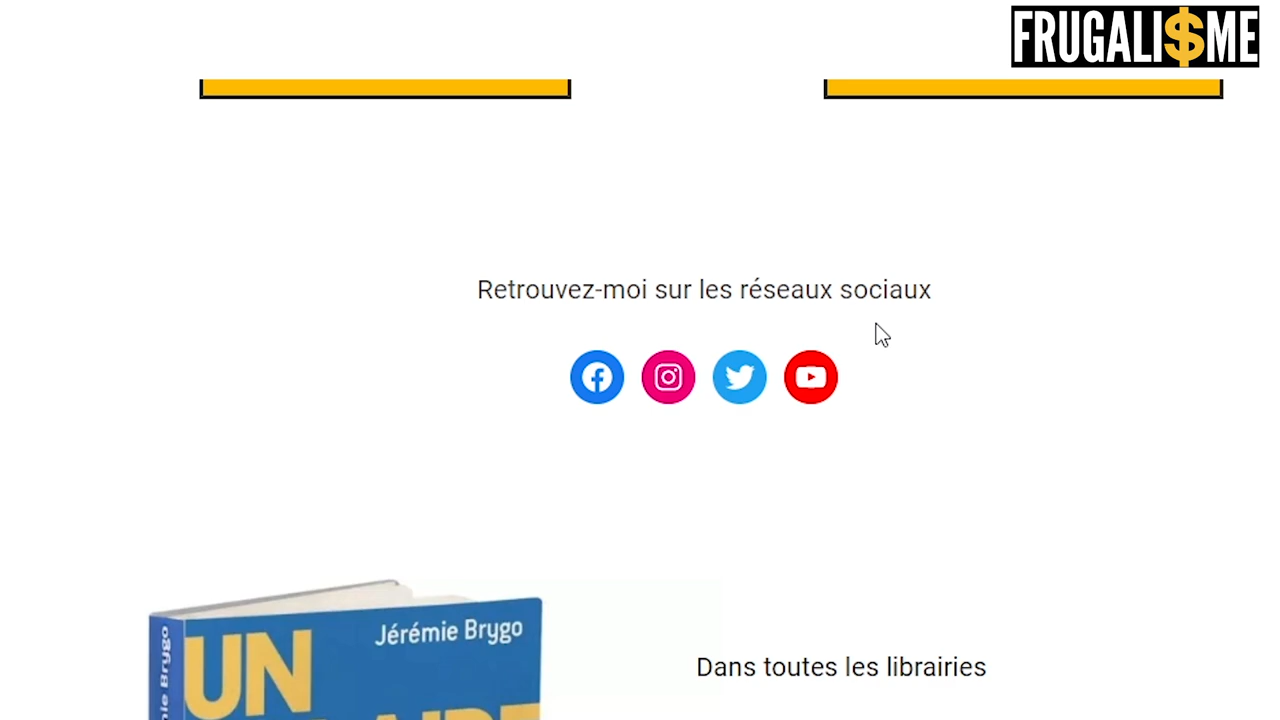 FRUGALI$ME
Retrouvez-moi sur les réseaux sociaux
Jérémie Brygo
UN
Dans toutes les librairies